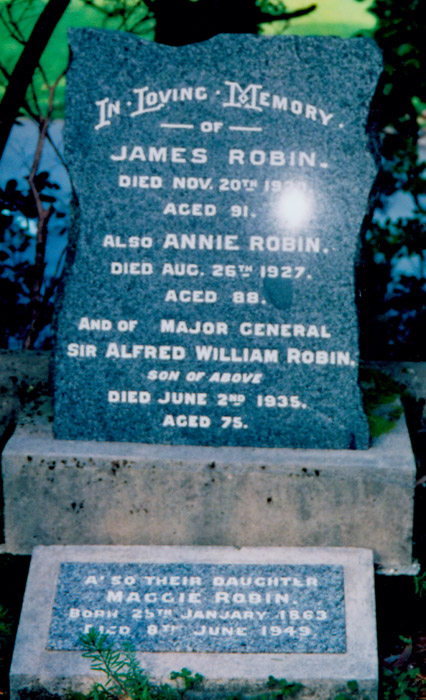 In Loving Memory.
OF
JAMES ROBIN.
DIED NOV. 20TH
AGED 91.
ALSO ANNIE ROBIN.
DIED AUG. 26TH 1927.
AGED 88.
AND OF MAJOR GENERAL
SIR ALFRED WILLIAM ROBIN.
SON OF ABOVE
DIED JUNE 2ND 1935.
AGED 75.
ALSO THEIR DAUGHTER
MAGGIE ROBIN
BORN 25TH JANUARY 1863
DIED 8TH JUNE 1949.